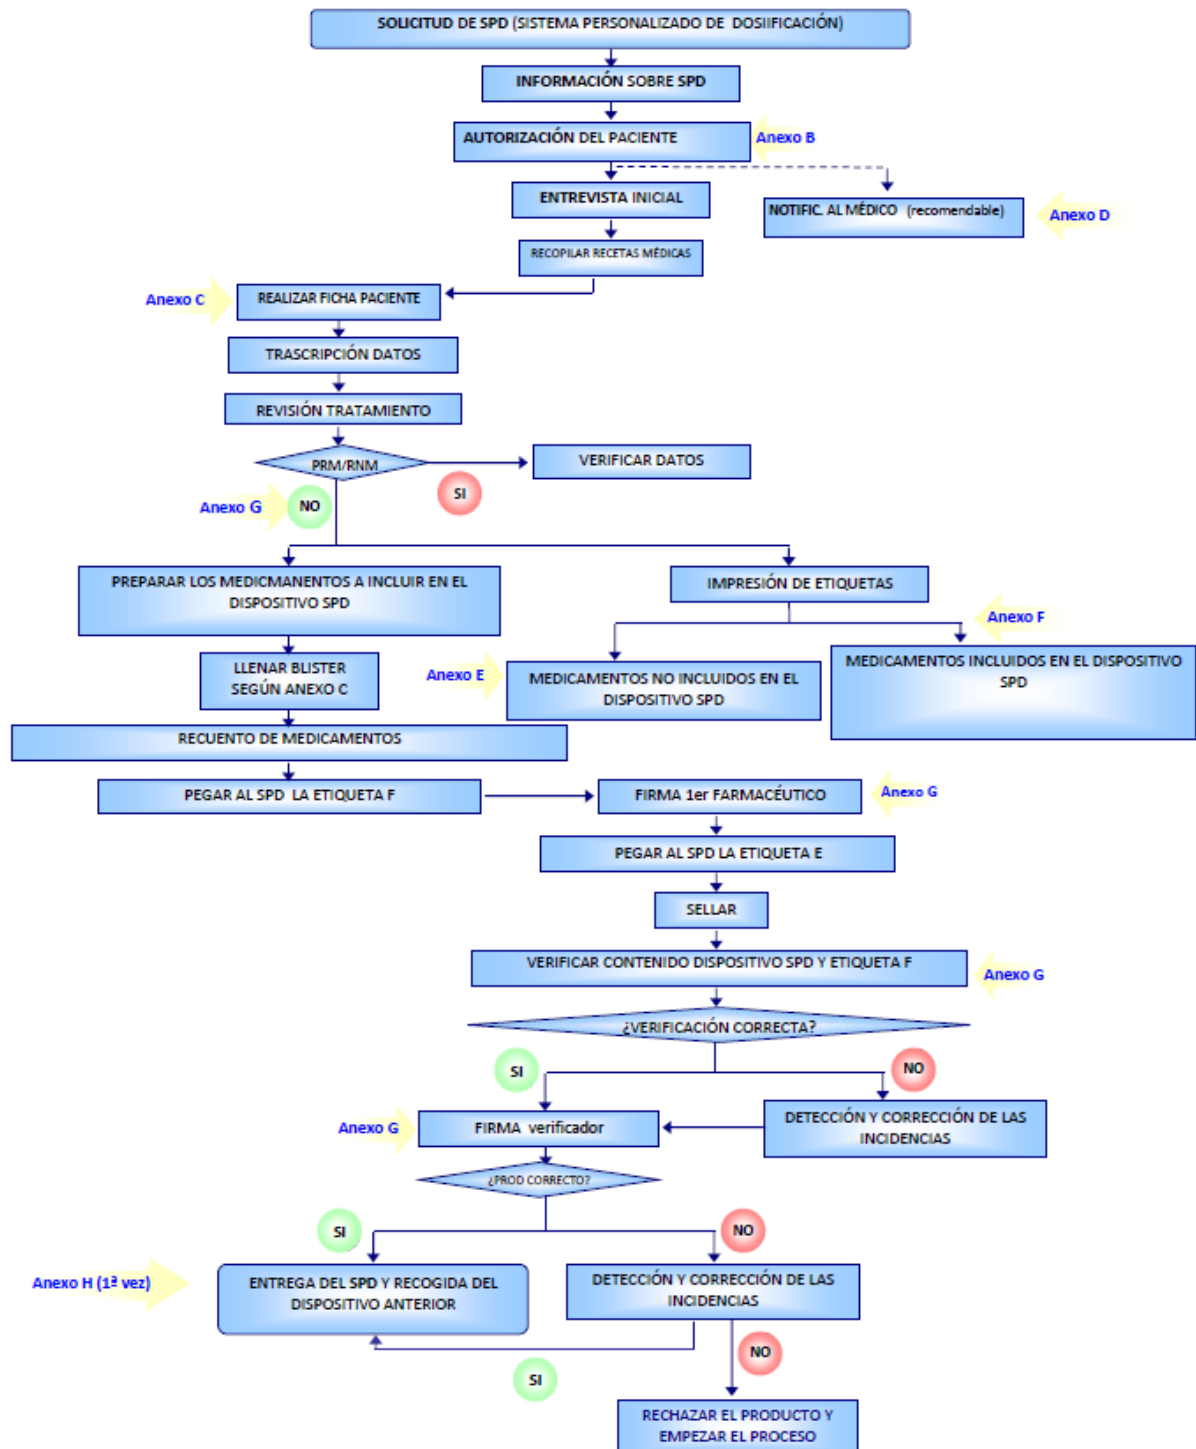 SOLICITUD DE SPD (SISTEMA PERSONALIZADO DE DOSIIFICACIÓN)
INFORMACIÓN SOBRE SPD
AUTORIZACIÓN DEL PACIENTE
Anexo B
ENTREVISTA INICIAL
NOTIFIC. AL MÉDICO (recomendable)
Anexo D
RECOPILAR RECETAS MÉDICAS
Anexo C
REALIZAR FICHA PACIENTE
TRASCRIPCIÓN DATOS
REVISIÓN TRATAMIENTO
PRM/RNM
VERIFICAR DATOS
SI
Anexo G
NO
PREPARAR LOS MEDICMANENTOS A INCLUIR EN EL
DISPOSITIVO SPD
IMPRESIÓN DE ETIQUETAS
Anexo F
LLENAR BLISTER
SEGÚN ANEXO C
Anexo E
MEDICAMENTOS NO INCLUIDOS EN EL
DISPOSITIVO SPD
MEDICAMENTOS INCLUIDOS EN EL DISPOSITIVO
SPD
RECUENTO DE MEDICAMENTOS
PEGAR AL SPD LA ETIQUETA F
FIRMA 1er FARMACÉUTICO
Anexo G
PEGAR AL SPD LA ETIQUETA E
SELLAR
VERIFICAR CONTENIDO DISPOSITIVO SPD Y ETIQUETA F
Anexo G
¿VERIFICACIÓN CORRECTA?
SI
NO
Anexo G
FIRMA verificador
DETECCIÓN Y CORRECCIÓN DE LAS
INCIDENCIAS
¿PROD CORRECTO?
SI
NO
Anexo H (1ª vez)
ENTREGA DEL SPD Y RECOGIDA DEL
DISPOSITIVO ANTERIOR
DETECCIÓN Y CORRECCIÓN DE LAS
INCIDENCIAS
NO
SI
RECHAZAR EL PRODUCTO Y
EMPEZAR EL PROCESO